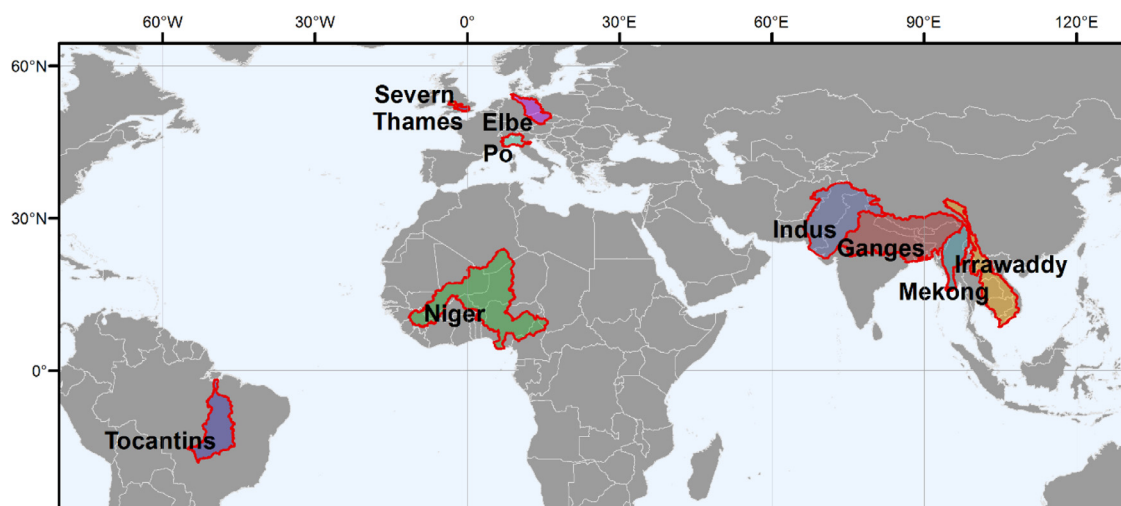 60°W 30°W 0° 30°E 60°E 90°E 120°E
60°N
Severn
Thames
Elbe
Po
30°N
Indus
Ganges
Irrawaddy
Mekong
Niger
0°
Tocantins